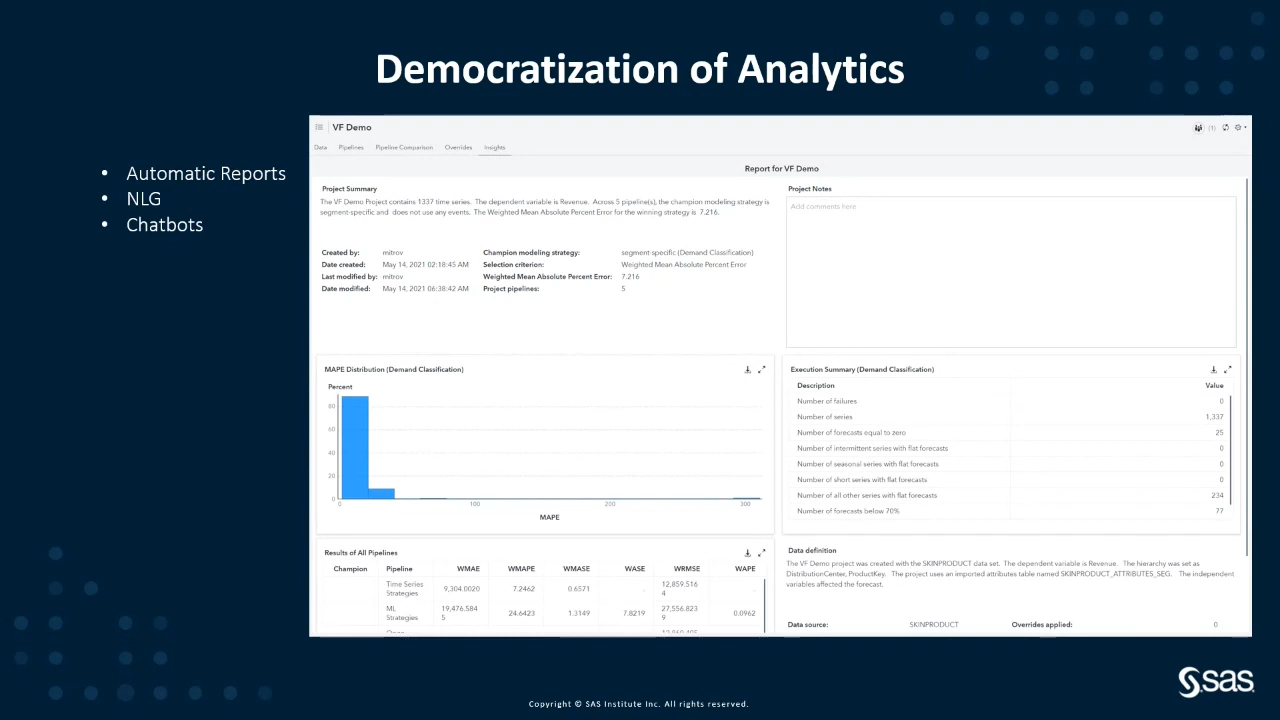 Democratization of Analytics
• Automatic Reports
• NLG
• Chatbots
VF Demo
(1)
Data Pipelines Pipeline Comparison Overrides Insights
Report for VF Demo
Project Summary
The VF Demo Project contains 1337 time series. The dependent variable is Revenue. Across 5 pipeline(s), the champion modeling strategy is
segment-specific and does not use any events. The Weighted Mean Absolute Percent Error for the winning strategy is 7.216.
Created by: mitrov Champion modeling strategy: segment-specific (Demand Classification)
Date created: May 14, 2021 02:18:45 AM Selection criterion: Weighted Mean Absolute Percent Error
Last modified by: mitrov Weighted Mean Absolute Percent Error: 7.216
Date modified: May 14, 2021 06:38:42 AM Project pipelines: 5
Project Notes
Add comments here
MAPE Distribution (Demand Classification)
Percent
80
60
40
20
0
0 100 200 300
MAPE
Execution Summary (Demand Classification)
Description Value
Number of failures 0
Number of series 1,337
Number of forecasts equal to zero 25
Number of intermittent series with flat forecasts 0
Number of seasonal series with flat forecasts 0
Number of short series with flat forecasts 0
Number of all other series with flat forecasts 234
Number of forecasts below 70% 77
Results of All Pipelines
Champion Pipeline WMAE WMAPE WMASE WASE WRMSE WAPE
Time Series Strategies 9,304.0020 7.2462 0.6571 . 12,859.5164 .
ML Strategies 19,476.5845 24.6423 1.3149 7.8219 27,556.8239 0.0962
Data definition
The VF Demo project was created with the SKINPRODUCT data set. The dependent variable is Revenue. The hierarchy was set as
DistributionCenter, ProductKey. The project uses an imported attributes table named SKINPRODUCT_ATTRIBUTES_SEG. The independent
variables affected the forecast.
Data source: SKINPRODUCT Overrides applied: 0
sas
Copyright © SAS Institute Inc. All rights reserved.